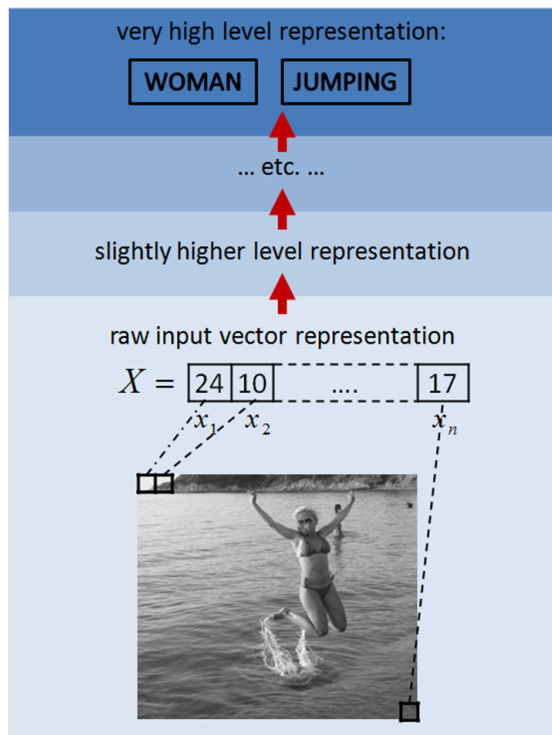 very high level representation:
WOMAN JUMPING
... etc. ...
slightly higher level representation
raw input vector representation
X = 24 10 .... 17
x1 x2 xn